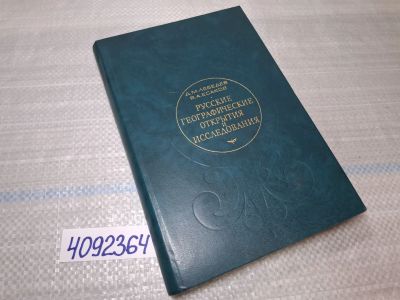 Д.М.ЛЕБЕДЕВ
В.А.ЕСАКОВ
РУССКИЕ
ГЕОГРАФИЧЕСКИЕ
ОТКРЫТИЯ
И
ИССЛЕДОВАНИЯ
4092364